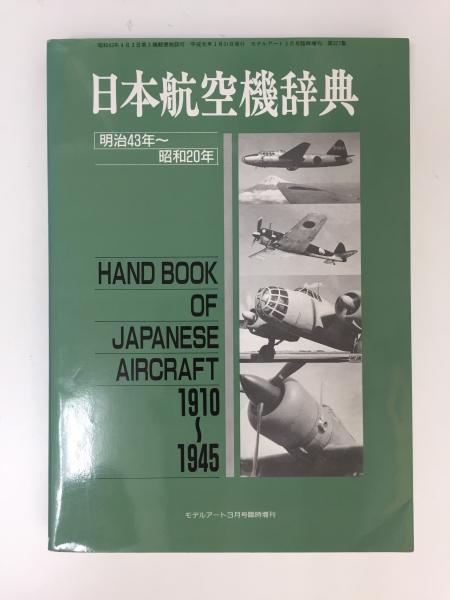 日本航空機辞典
明治43年〜
昭和20年
HAND BOOK
OF
JAPANESE
AIRCRAFT
1910
〜
1945
モデルアート3月号臨時増刊